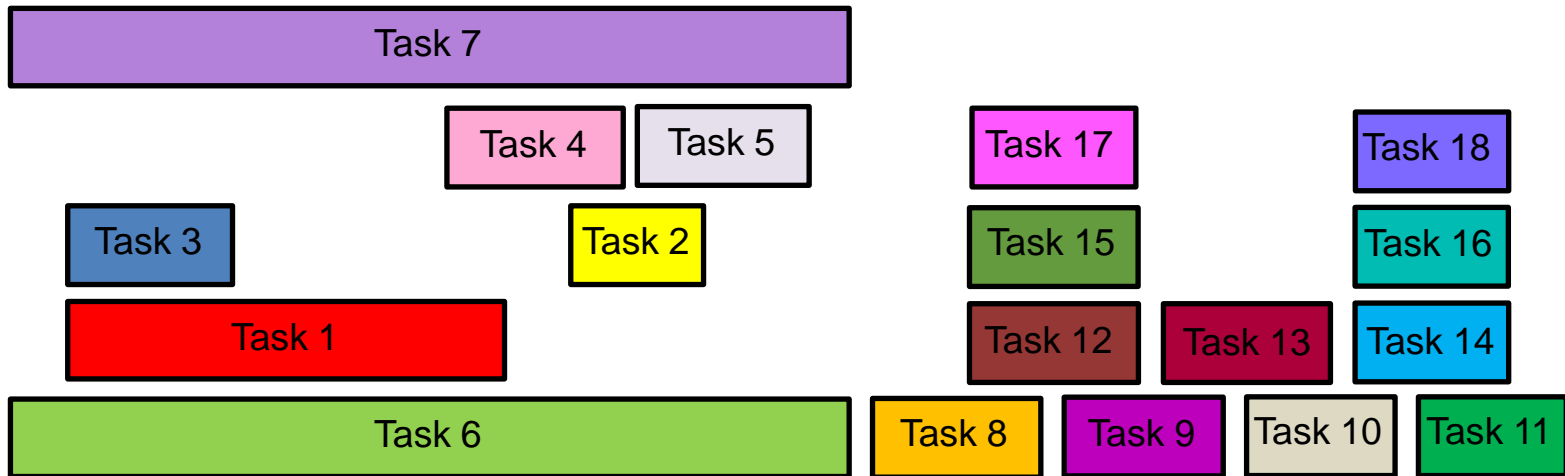 Task 7
Task 4
Task 5
Task 17
Task 18
Task 3
Task 2
Task 15
Task 16
Task 1
Task 12
Task 13
Task 14
Task 6
Task 8
Task 9
Task 10
Task 11